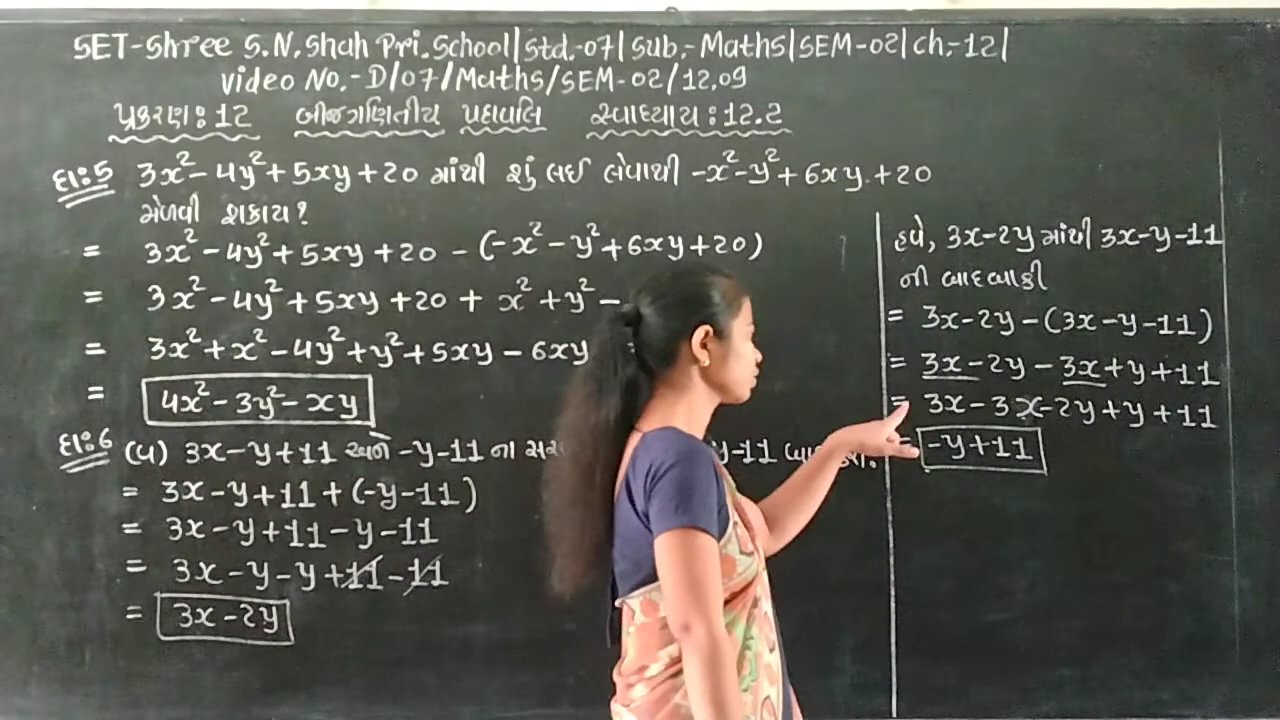 SET-Shree S.N.Shah Pri.School|Std.-07|Sub.-Maths|SEM-02|Ch.-12|
Video No.-D/07/Maths/SEM-02/12.09
પ્રકરણ:12 બીજગણિતીય પદાવલિ સ્વાધ્યાય:12.2
દા:5 3x²-4y²+5xy+20 માંથી શું લઈ લેવાથી -x²-y²+6xy+20
મેળવી શકાય?
= 3x²-4y²+5xy+20-(-x²-y²+6xy+20)
= 3x²-4y²+5xy+20+x²+y²-
= 3x²+x²-4y²+y²+5xy-6xy
= 4x²-3y²-xy
દા:6 (પ) 3x-y+11 અને -y-11 ના y-11
= 3x-y+11+(-y-11)
= 3x-y+11-y-11
= 3x-y-y+11-11
= 3x-2y
હવે, 3x-2y માંથી 3x-y-11
ની બાદબાકી
= 3x-2y-(3x-y-11)
= 3x-2y-3x+y+11
= 3x-3x-2y+y+11
= -y+11